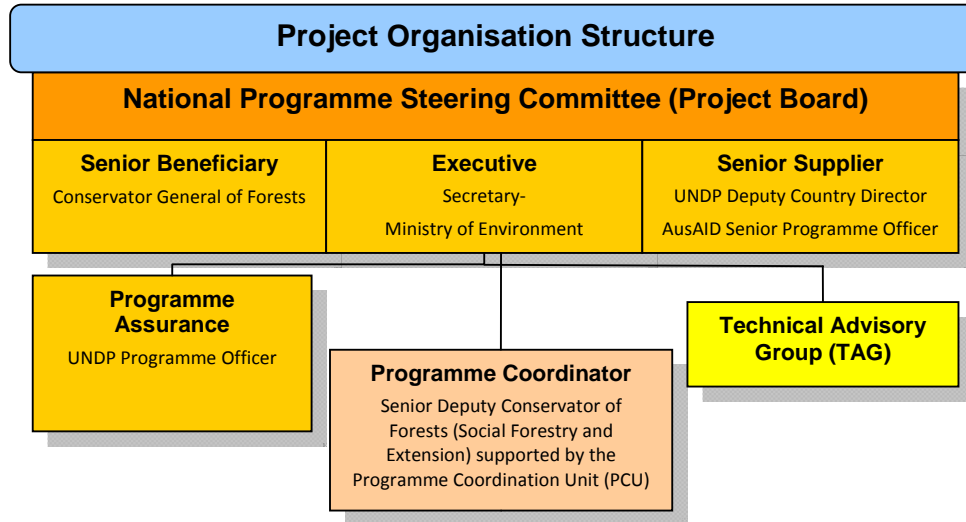 Project Organisation Structure
National Programme Steering Committee (Project Board)
Senior Beneficiary
Conservator General of Forests
Executive
Secretary-
Ministry of Environment
Senior Supplier
UNDP Deputy Country Director
AusAID Senior Programme Officer
Programme
Assurance
UNDP Programme Officer
Programme Coordinator
Senior Deputy Conservator of
Forests (Social Forestry and
Extension) supported by the
Programme Coordination Unit (PCU)
Technical Advisory
Group (TAG)